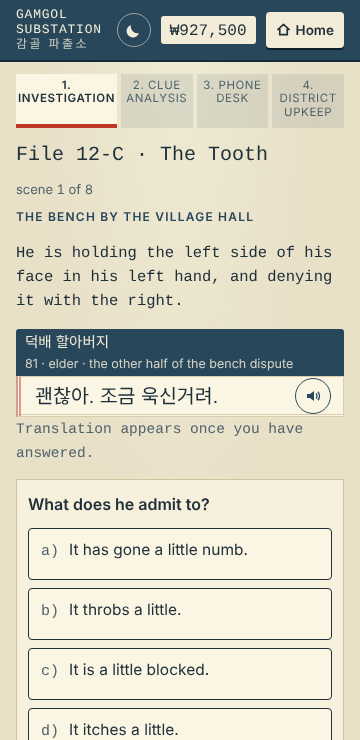 GAMGOL
SUBSTATION
감골 파출소
₩927,500
Home
1.
INVESTIGATION
2. CLUE
ANALYSIS
3. PHONE
DESK
4.
DISTRICT
UPKEEP
File 12-C · The Tooth
scene 1 of 8
THE BENCH BY THE VILLAGE HALL
He is holding the left side of his
face in his left hand, and denying
it with the right.
덕배 할아버지
81 · elder · the other half of the bench dispute
괜찮아. 조금 욱신거려.
Translation appears once you have
answered.
What does he admit to?
a) It has gone a little numb.
b) It throbs a little.
c) It is a little blocked.
d) It itches a little.